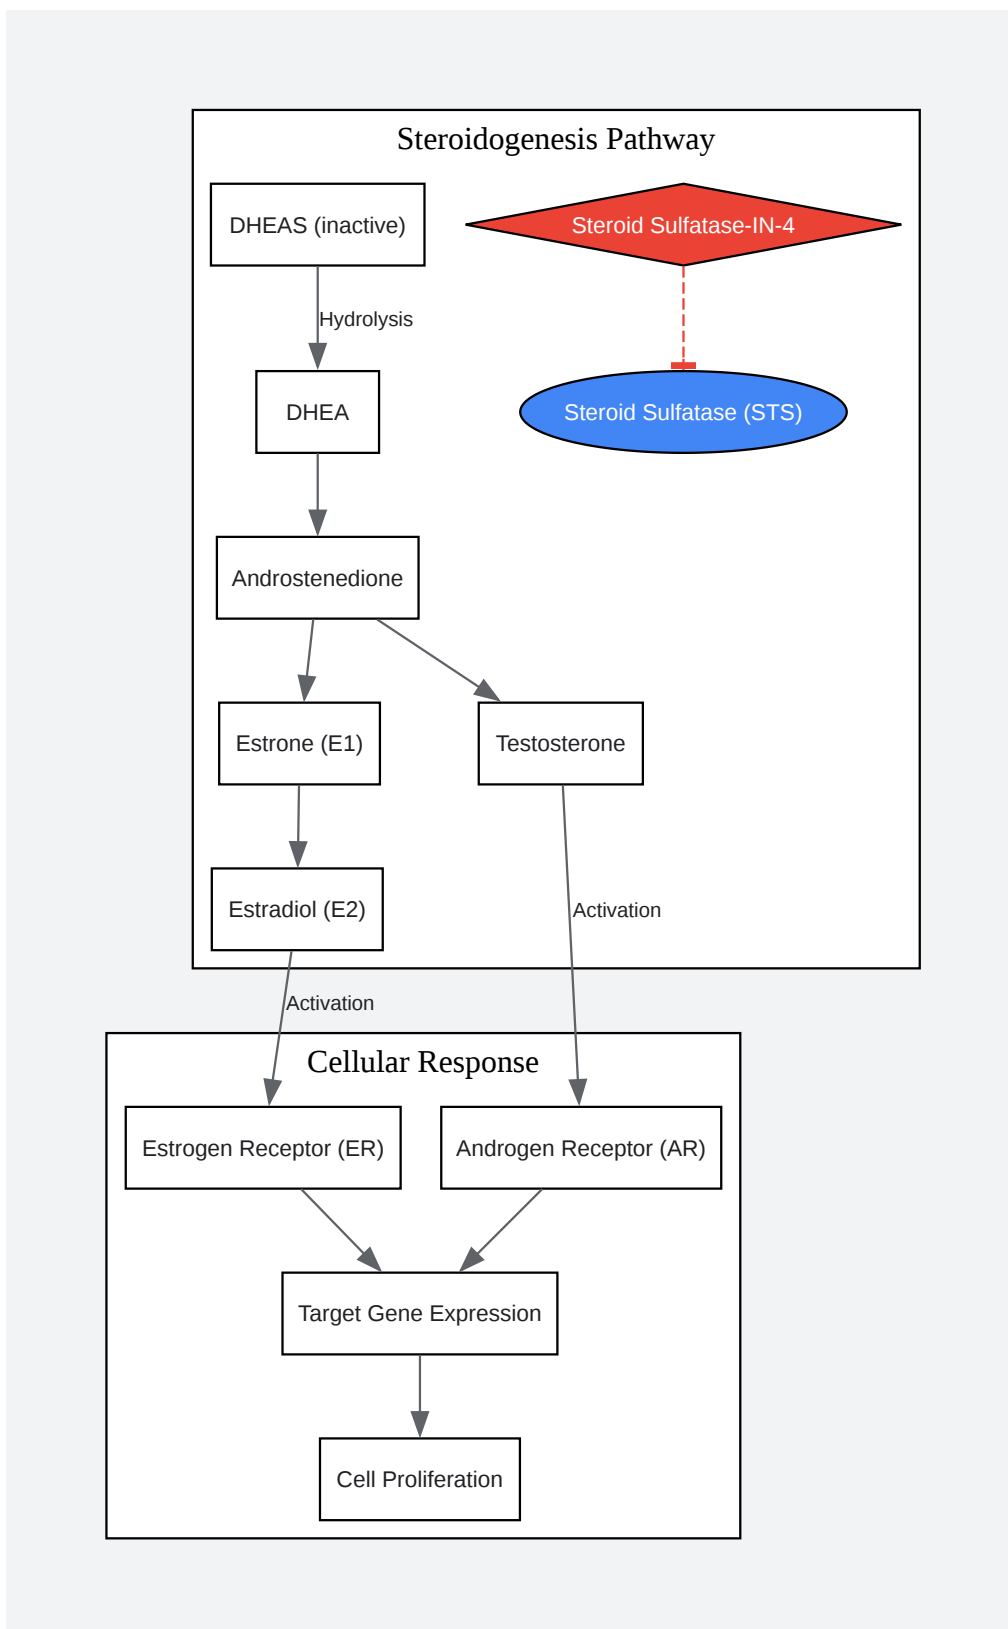 Steroidogenesis Pathway
DHEAS (inactive)
Steroid Sulfatase-IN-4
Hydrolysis
DHEA
Steroid Sulfatase (STS)
Androstenedione
Estrone (E1)
Testosterone
Estradiol (E2)
Activation
Activation
Cellular Response
Estrogen Receptor (ER)
Androgen Receptor (AR)
Target Gene Expression
Cell Proliferation